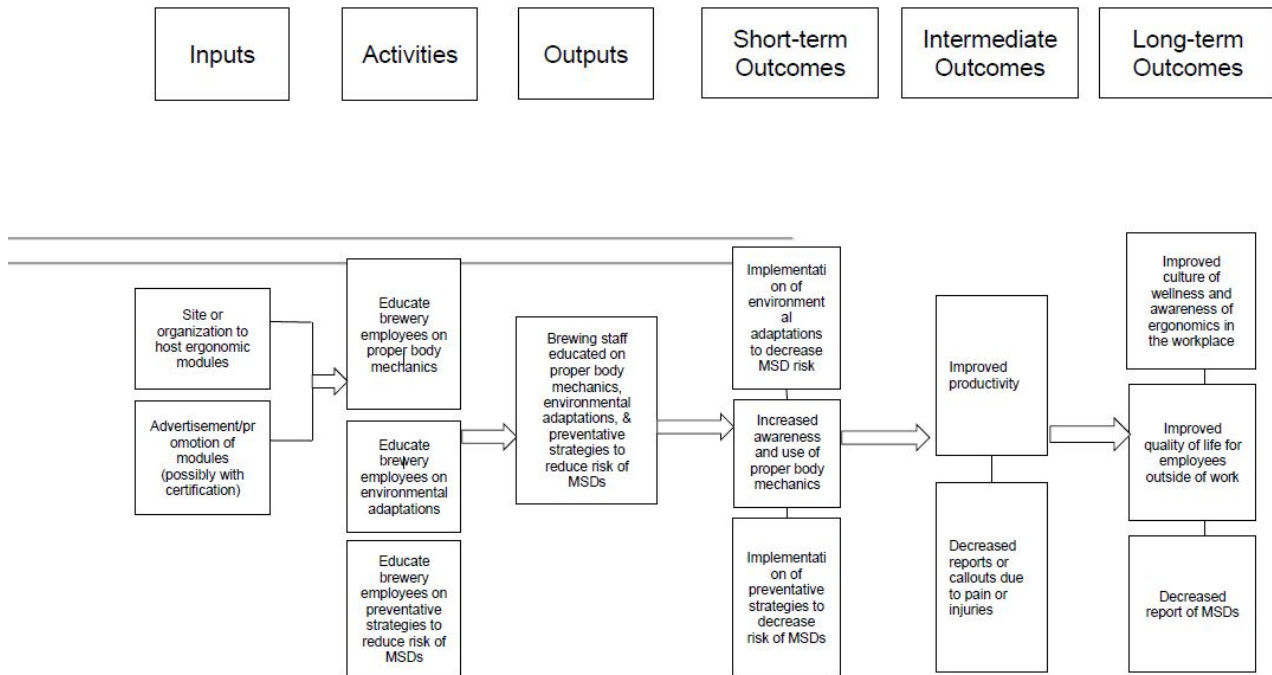 Inputs
Activities
Outputs
Short-term
Outcomes
Intermediate
Outcomes
Long-term
Outcomes
Site or
organization to
host ergonomic
modules
Advertisement/pr
omotion of
modules
(possibly with
certification)
Educate
brewery
employees on
proper body
mechanics
Educate
brewery
employees on
environmental
adaptations
Educate
brewery
employees on
preventative
strategies to
reduce risk of
MSDs
Brewing staff
educated on
proper body
mechanics,
environmental
adaptations, &
preventative
strategies to
reduce risk of
MSDs
Implementati
on of
environment
al
adaptations
to decrease
MSD risk
Increased
awareness
and use of
proper body
mechanics
Implementati
on of
preventative
strategies to
decrease
risk of MSDs
Improved
productivity
Decreased
reports or
callouts due
to pain or
injuries
Improved
culture of
wellness and
awareness of
ergonomics in
the workplace
Improved
quality of life for
employees
outside of work
Decreased
report of MSDs